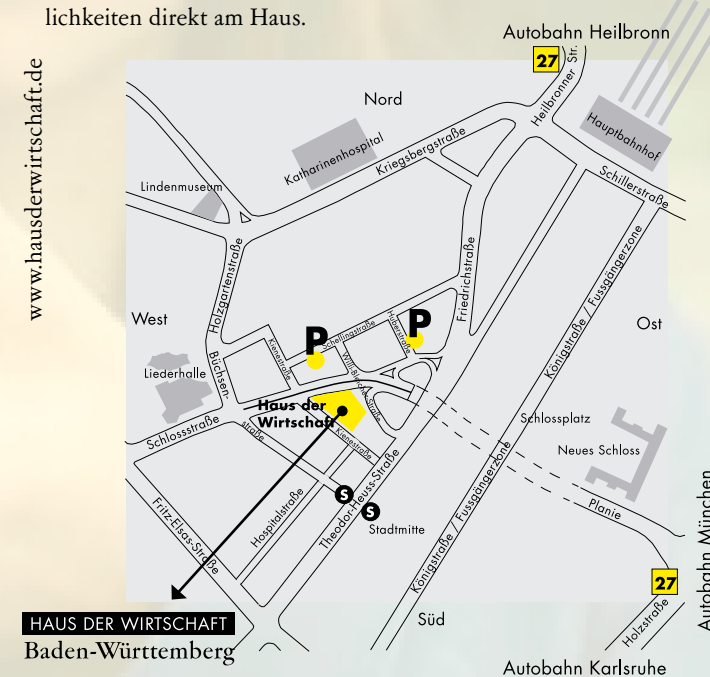 lichkeiten direkt am Haus.
www.hausderwirtschaft.de
Autobahn Heilbronn
27
Heilbronner Str.
Nord
Hauptbahnhof
Katharinenhospital
Kriegsbergstraße
Schillerstraße
Lindenmuseum
Holzgartenstraße
Friedrichstraße
Königstraße / Fussgängerzone
West
Ost
P
P
Schellingstraße
Huberstraße
Kienestraße
Willi-Bleicher-Straße
Liederhalle
Büchsen-
straße
Haus der
Wirtschaft
Kienestraße
Schlossstraße
Schlossplatz
Neues Schloss
Theodor-Heuss-Straße
Hospitalstraße
Fritz-Elsas-Straße
S
S
Stadtmitte
Königstraße / Fussgängerzone
Planie
Autobahn München
27
Holzstraße
Süd
HAUS DER WIRTSCHAFT
Baden-Württemberg
Autobahn Karlsruhe